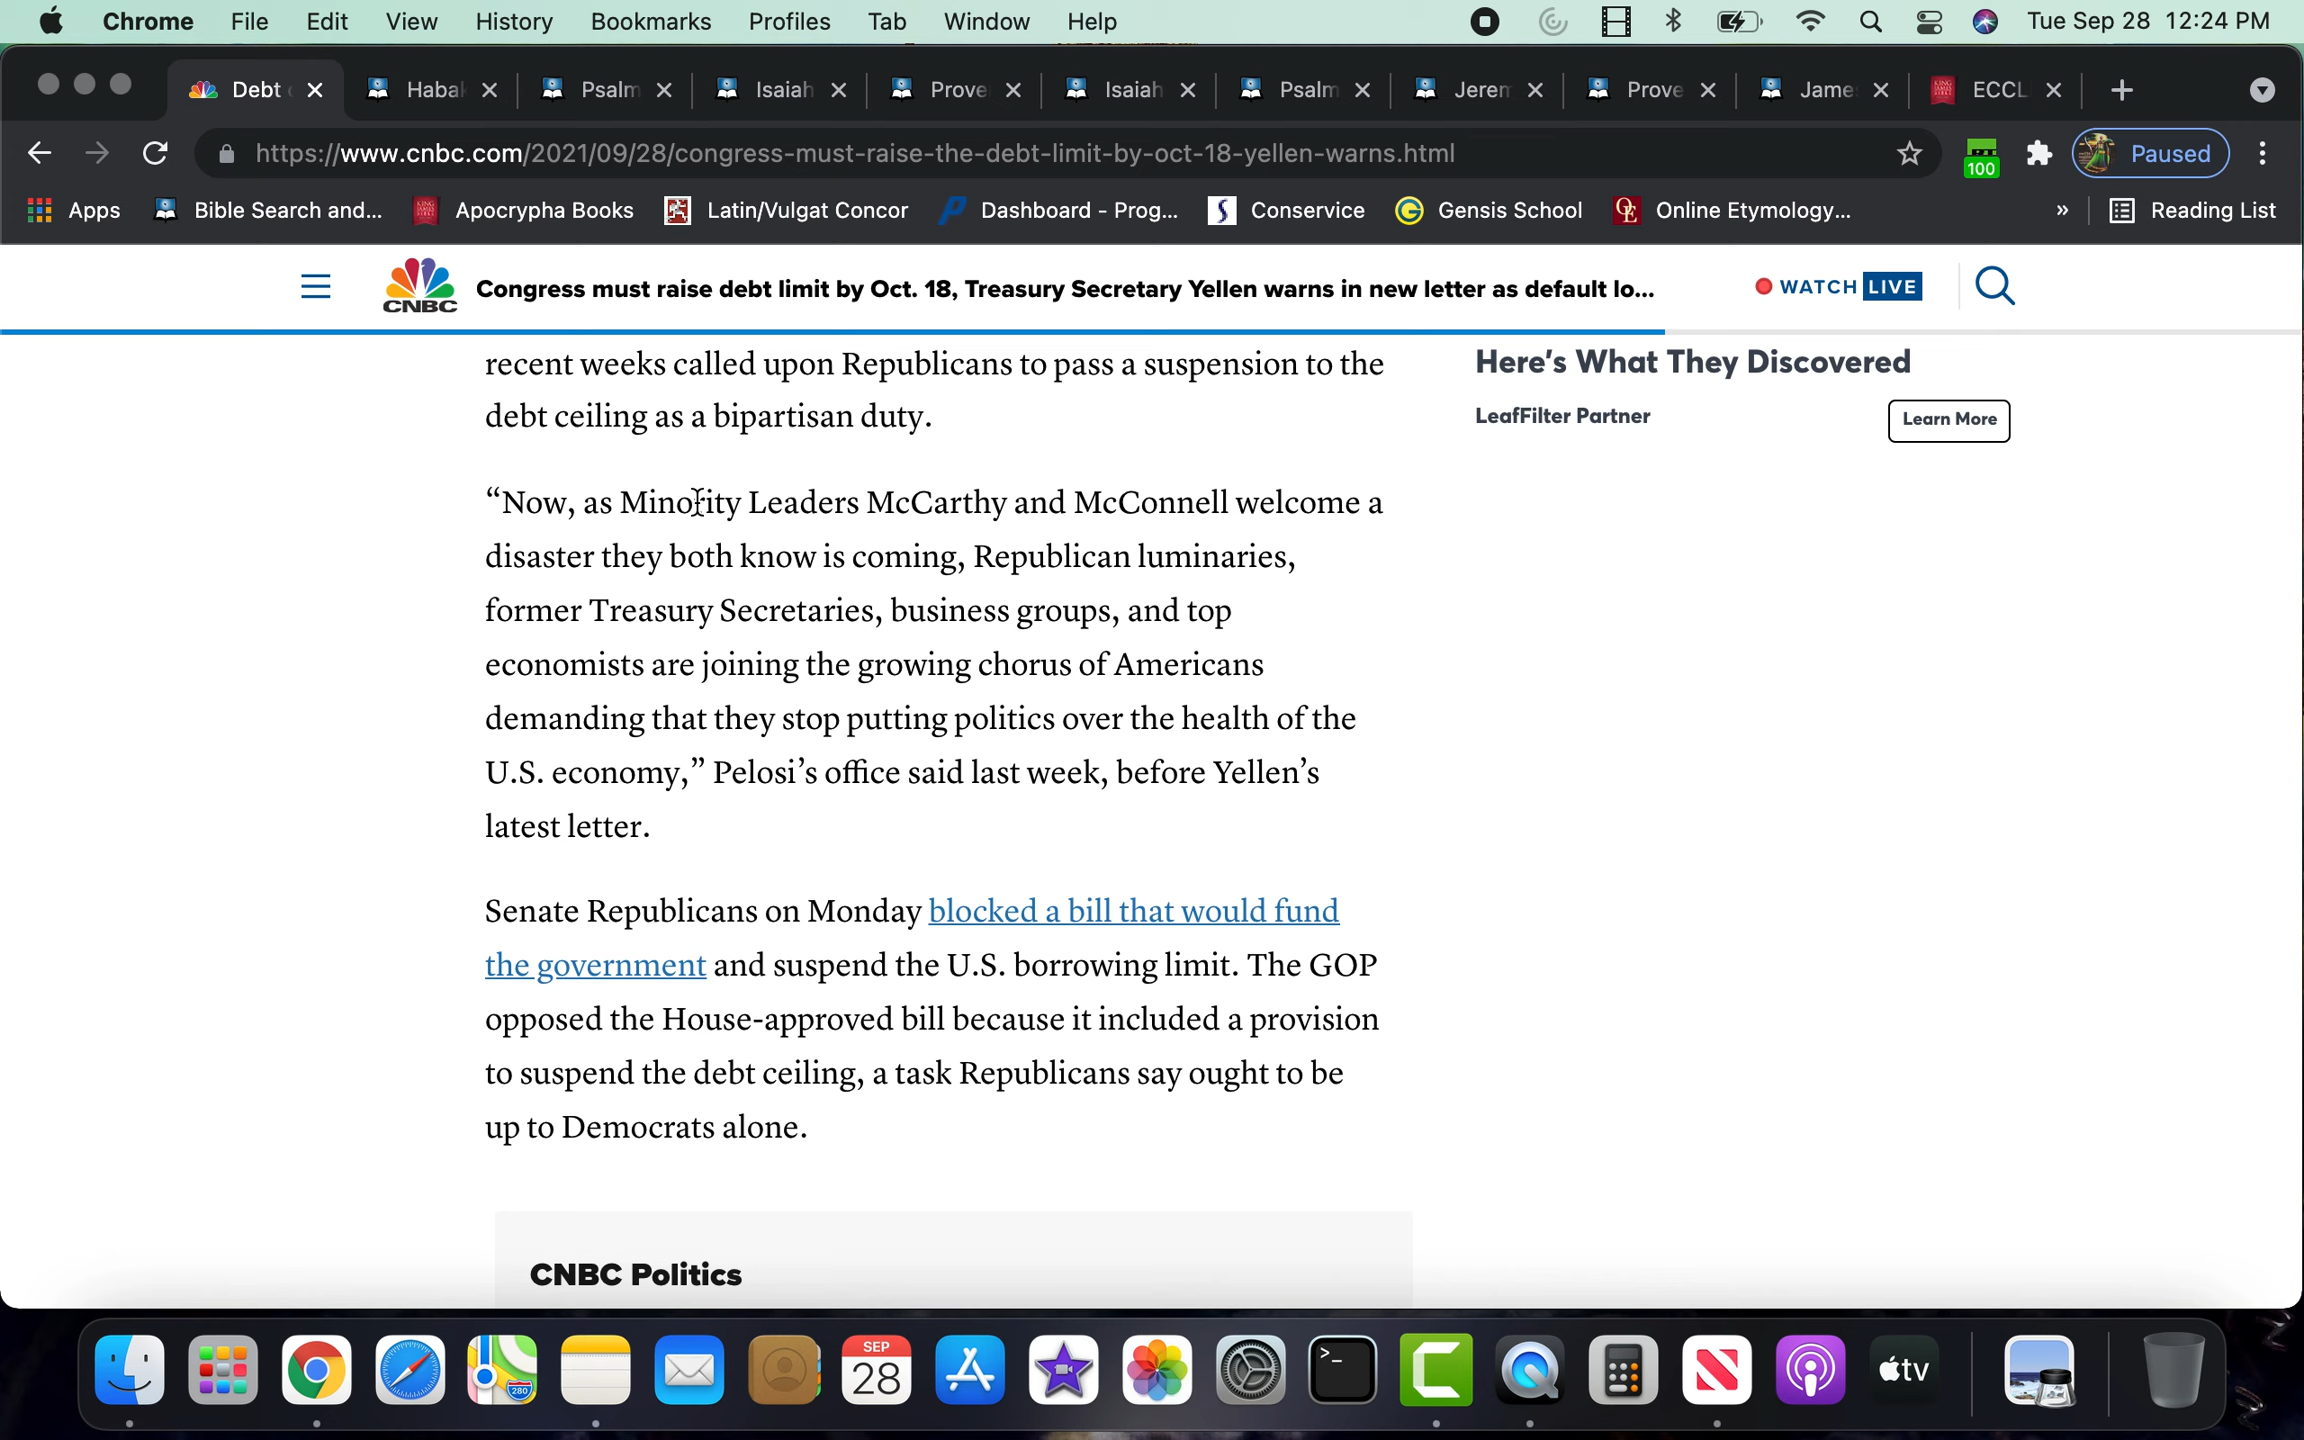 Chrome File Edit View History Bookmarks Profiles Tab Window Help Tue Sep 28 12:24 PM
Debt Habak Psalm Isaiah Prove Isaiah Psalm Jerem Prove James ECCL
https://www.cnbc.com/2021/09/28/congress-must-raise-the-debt-limit-by-oct-18-yellen-warns.html 100 Paused
Apps Bible Search and... Apocrypha Books Latin/Vulgat Concor Dashboard - Prog... Conservice Gensis School Online Etymology... » Reading List
CNBC Congress must raise debt limit by Oct. 18, Treasury Secretary Yellen warns in new letter as default lo... WATCH LIVE
recent weeks called upon Republicans to pass a suspension to the
debt ceiling as a bipartisan duty.
Here's What They Discovered
LeafFilter Partner
Learn More
“Now, as Minority Leaders McCarthy and McConnell welcome a
disaster they both know is coming, Republican luminaries,
former Treasury Secretaries, business groups, and top
economists are joining the growing chorus of Americans
demanding that they stop putting politics over the health of the
U.S. economy,” Pelosi’s office said last week, before Yellen’s
latest letter.
Senate Republicans on Monday blocked a bill that would fund
the government and suspend the U.S. borrowing limit. The GOP
opposed the House-approved bill because it included a provision
to suspend the debt ceiling, a task Republicans say ought to be
up to Democrats alone.
CNBC Politics
280 SEP 28 >_ tv